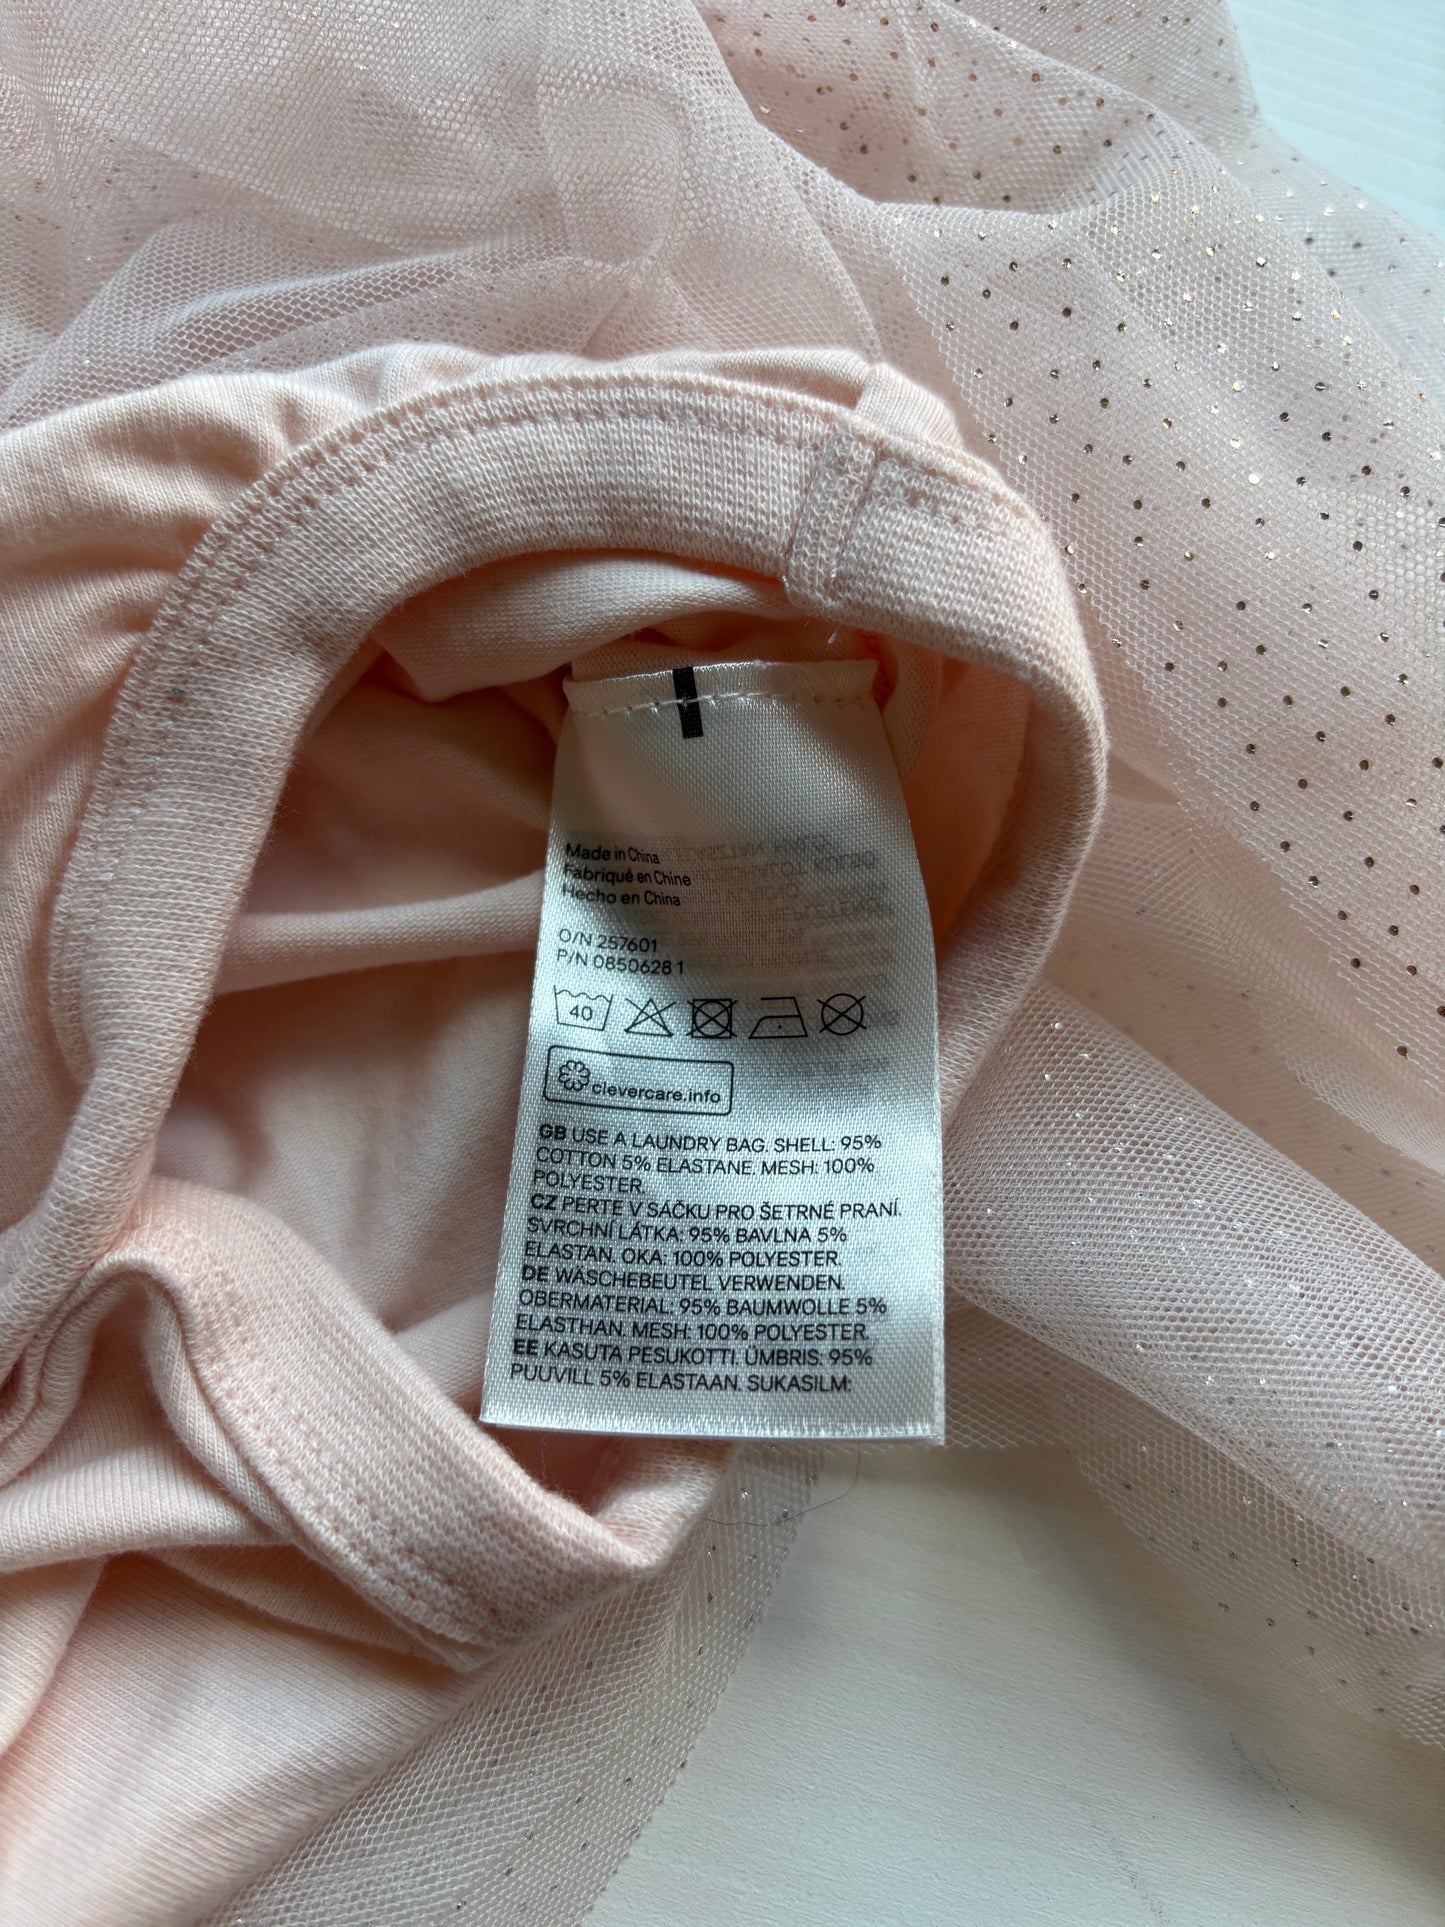 Made in China
Fabriqué en Chine
Hecho en China
O/N 257601
P/N 0850628 1
40
clevercare.info
GB USE A LAUNDRY BAG. SHELL: 95%
COTTON 5% ELASTANE. MESH: 100%
POLYESTER.
CZ PERTE V SÁČKU PRO ŠETRNÉ PRANÍ.
SVRCHNÍ LÁTKA: 95% BAVLNA 5%
ELASTAN. OKA: 100% POLYESTER.
DE WÄSCHEBEUTEL VERWENDEN.
OBERMATERIAL: 95% BAUMWOLLE 5%
ELASTHAN. MESH: 100% POLYESTER.
EE KASUTA PESUKOTTI. ÜMBRIS: 95%
PUUVILL 5% ELASTAAN. SUKASILM: